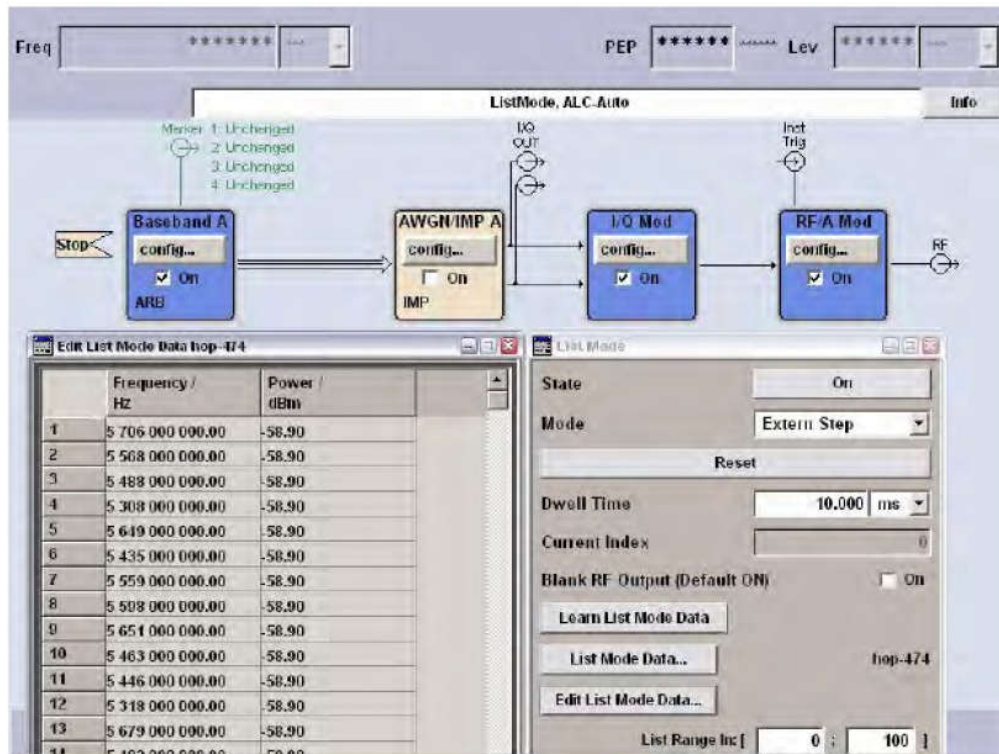 Freq ******* --- PEP ****** ------ Lev ****** ---
ListMode, ALC-Auto Info
Marker 1: Unchanged
2: Unchanged
3: Unchanged
4: Unchanged
I/Q
OUT
Inst
Trig
Stop
Baseband A
config...
On
ARB
AWGN/IMP A
config...
On
IMP
I/Q Mod
config...
On
RF/A Mod
config...
On
RF
Edit List Mode Data hop-474
Frequency / Hz Power / dBm
1 5 706 000 000.00 -58.90
2 5 568 000 000.00 -58.90
3 5 488 000 000.00 -58.90
4 5 308 000 000.00 -58.90
5 5 649 000 000.00 -58.90
6 5 435 000 000.00 -58.90
7 5 559 000 000.00 -58.90
8 5 598 000 000.00 -58.90
9 5 651 000 000.00 -58.90
10 5 463 000 000.00 -58.90
11 5 446 000 000.00 -58.90
12 5 318 000 000.00 -58.90
13 5 679 000 000.00 -58.90
List Mode
State On
Mode Extern Step
Reset
Dwell Time 10.000 ms
Current Index 0
Blank RF Output (Default ON) On
Learn List Mode Data
List Mode Data... hop-474
Edit List Mode Data...
List Range In: [ 0 : 100 ]